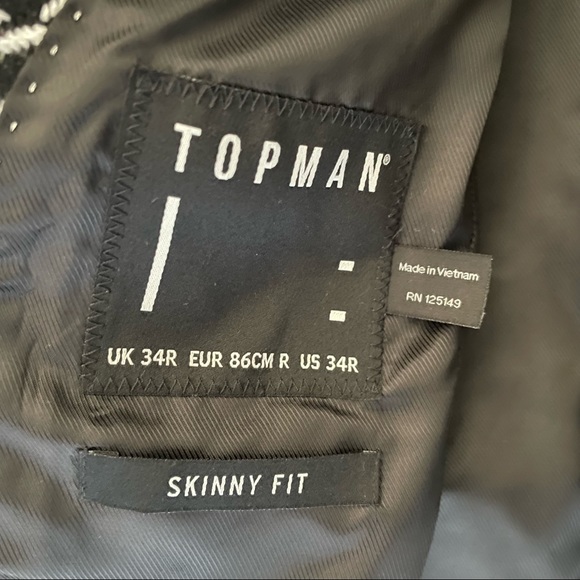 TOPMAN®
Made in Vietnam
RN 125149
UK 34R EUR 86CM R US 34R
SKINNY FIT